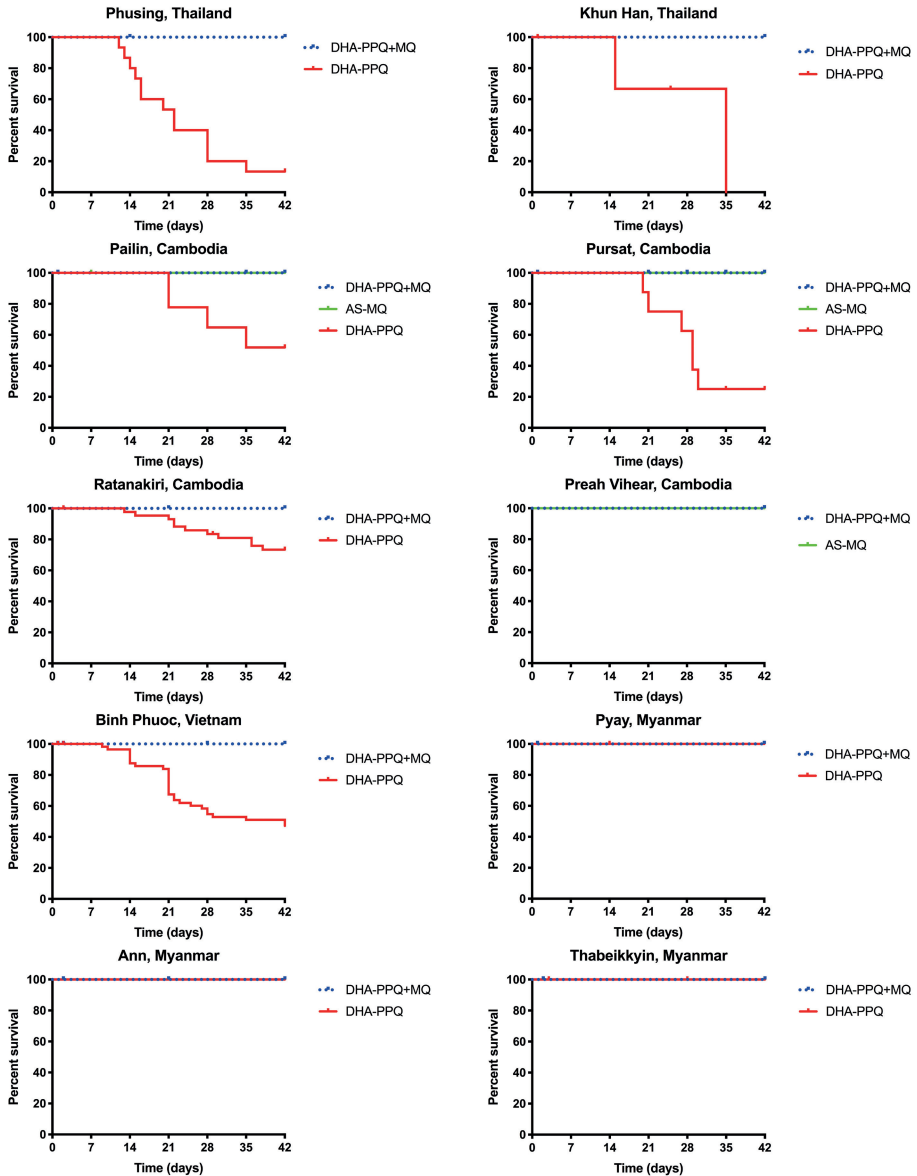 Phusing, Thailand
Percent survival
100
80
60
40
20
0
0 7 14 21 28 35 42
Time (days)
DHA-PPQ+MQ
DHA-PPQ
Khun Han, Thailand
Percent survival
100
80
60
40
20
0
0 7 14 21 28 35 42
Time (days)
DHA-PPQ+MQ
DHA-PPQ
Pailin, Cambodia
Percent survival
100
80
60
40
20
0
0 7 14 21 28 35 42
Time (days)
DHA-PPQ+MQ
AS-MQ
DHA-PPQ
Pursat, Cambodia
Percent survival
100
80
60
40
20
0
0 7 14 21 28 35 42
Time (days)
DHA-PPQ+MQ
AS-MQ
DHA-PPQ
Ratanakiri, Cambodia
Percent survival
100
80
60
40
20
0
0 7 14 21 28 35 42
Time (days)
DHA-PPQ+MQ
DHA-PPQ
Preah Vihear, Cambodia
Percent survival
100
80
60
40
20
0
0 7 14 21 28 35 42
Time (days)
DHA-PPQ+MQ
AS-MQ
Binh Phuoc, Vietnam
Percent survival
100
80
60
40
20
0
0 7 14 21 28 35 42
Time (days)
DHA-PPQ+MQ
DHA-PPQ
Pyay, Myanmar
Percent survival
100
80
60
40
20
0
0 7 14 21 28 35 42
Time (days)
DHA-PPQ+MQ
DHA-PPQ
Ann, Myanmar
Percent survival
100
80
60
40
20
0
0 7 14 21 28 35 42
Time (days)
DHA-PPQ+MQ
DHA-PPQ
Thabeikkyin, Myanmar
Percent survival
100
80
60
40
20
0
0 7 14 21 28 35 42
Time (days)
DHA-PPQ+MQ
DHA-PPQ